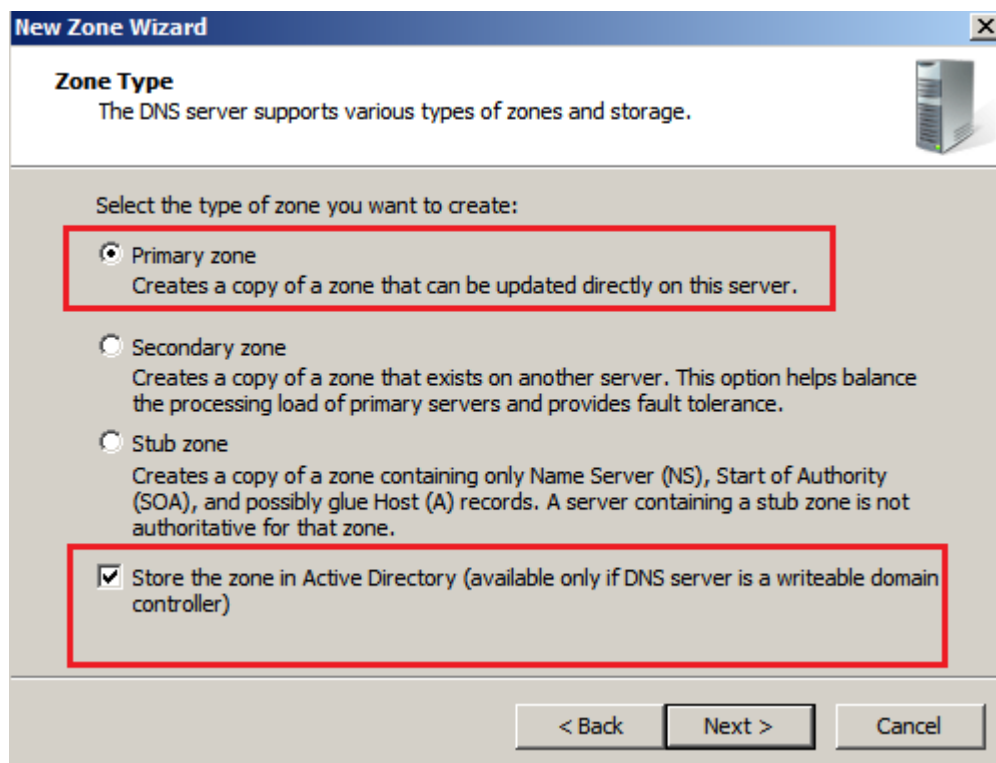 New Zone Wizard
Zone Type
The DNS server supports various types of zones and storage.
Select the type of zone you want to create:
Primary zone
Creates a copy of a zone that can be updated directly on this server.
Secondary zone
Creates a copy of a zone that exists on another server. This option helps balance
the processing load of primary servers and provides fault tolerance.
Stub zone
Creates a copy of a zone containing only Name Server (NS), Start of Authority
(SOA), and possibly glue Host (A) records. A server containing a stub zone is not
authoritative for that zone.
Store the zone in Active Directory (available only if DNS server is a writeable domain
controller)
< Back Next > Cancel